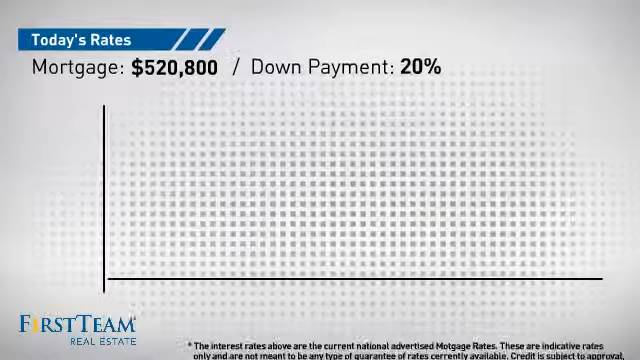 Today's Rates
Mortgage: $520,800 / Down Payment: 20%
FIRSTTEAM®
REAL ESTATE
* The interest rates above are the current national advertised Motgage Rates. These are indicative rates
only and are not meant to be any type of guarantee of rates cerrently available. Credit is subject to approval.